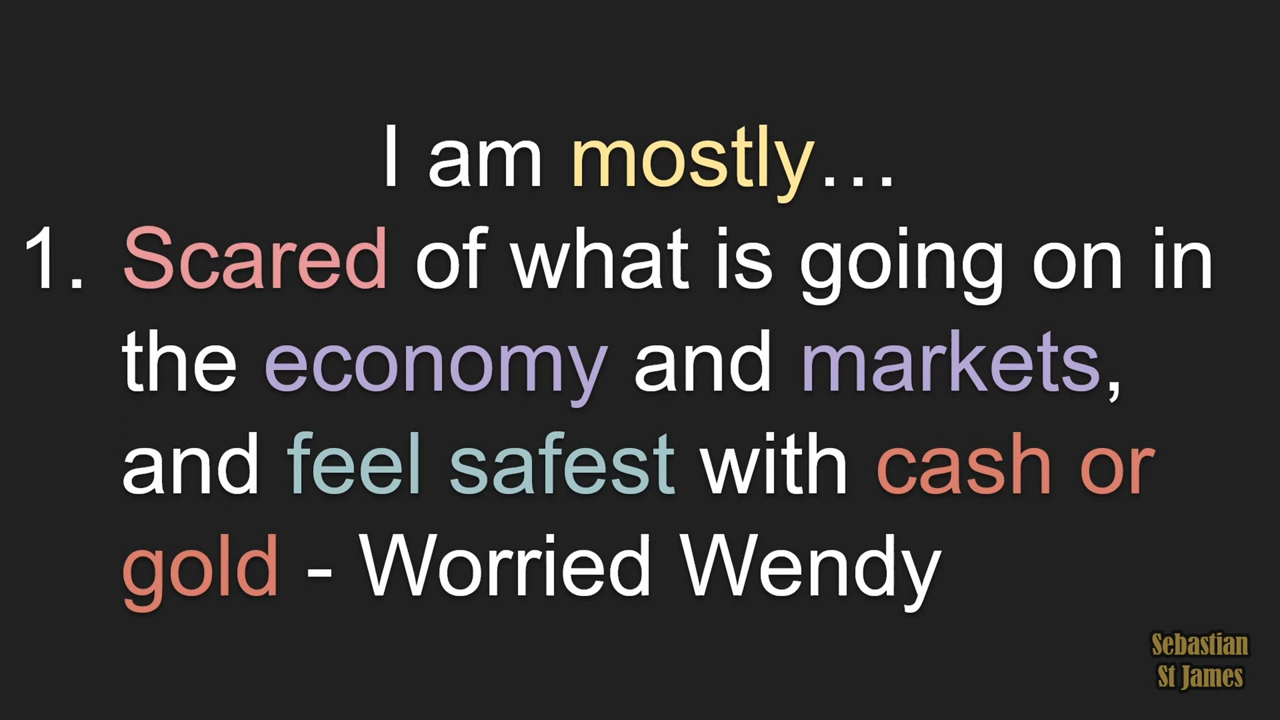 I am mostly…
1. Scared of what is going on in
the economy and markets,
and feel safest with cash or
gold - Worried Wendy
Sebastian
St James